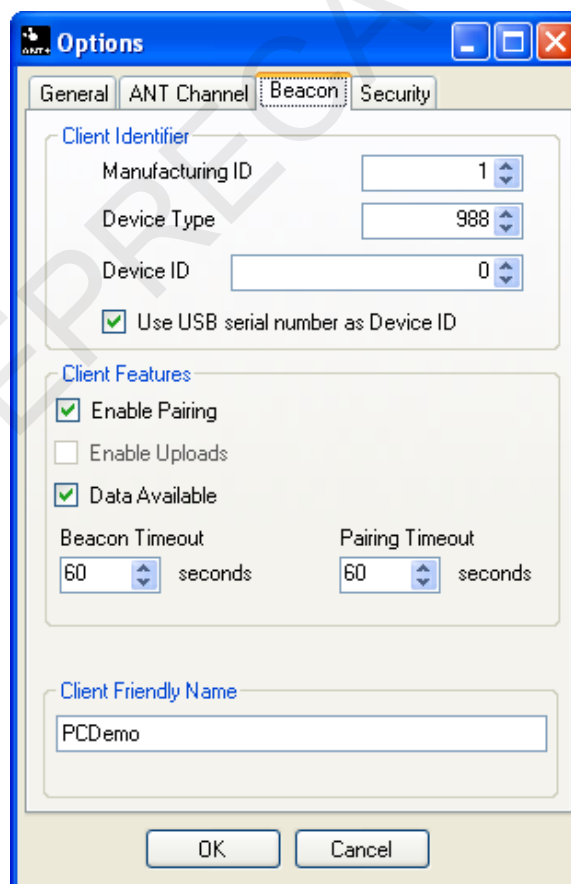 ANT+ Options
General ANT Channel Beacon Security
Client Identifier
Manufacturing ID 1
Device Type 988
Device ID 0
Use USB serial number as Device ID
Client Features
Enable Pairing
Enable Uploads
Data Available
Beacon Timeout Pairing Timeout
60 seconds 60 seconds
Client Friendly Name
PCDemo
OK Cancel
EPRECA